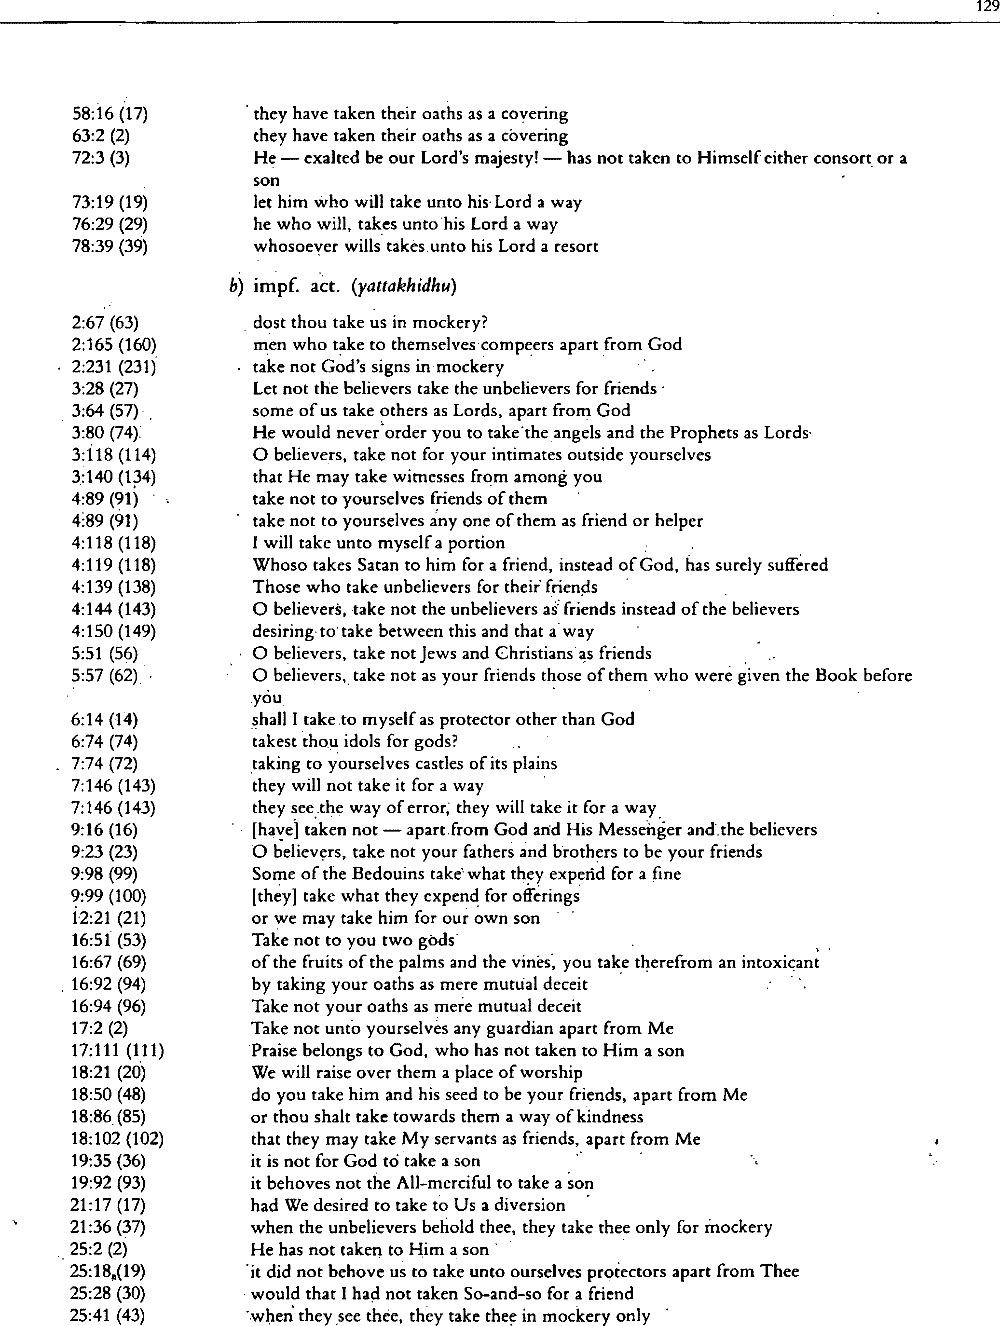 129
58:16 (17) they have taken their oaths as a covering
63:2 (2) they have taken their oaths as a covering
72:3 (3) He — exalted be our Lord's majesty! — has not taken to Himself either consort or a
son
73:19 (19) let him who will take unto his Lord a way
76:29 (29) he who will, takes unto his Lord a way
78:39 (39) whosoever wills takes unto his Lord a resort
b) impf. act. (yattakhidhu)
2:67 (63) dost thou take us in mockery?
2:165 (160) men who take to themselves compeers apart from God
2:231 (231) take not God's signs in mockery
3:28 (27) Let not the believers take the unbelievers for friends
3:64 (57) some of us take others as Lords, apart from God
3:80 (74) He would never order you to take the angels and the Prophets as Lords
3:118 (114) O believers, take not for your intimates outside yourselves
3:140 (134) that He may take witnesses from among you
4:89 (91) take not to yourselves friends of them
4:89 (91) take not to yourselves any one of them as friend or helper
4:118 (118) I will take unto myself a portion
4:119 (118) Whoso takes Satan to him for a friend, instead of God, has surely suffered
4:139 (138) Those who take unbelievers for their friends
4:144 (143) O believers, take not the unbelievers as friends instead of the believers
4:150 (149) desiring to take between this and that a way
5:51 (56) O believers, take not Jews and Christians as friends
5:57 (62) O believers, take not as your friends those of them who were given the Book before
you
6:14 (14) shall I take to myself as protector other than God
6:74 (74) takest thou idols for gods?
7:74 (72) taking to yourselves castles of its plains
7:146 (143) they will not take it for a way
7:146 (143) they see the way of error, they will take it for a way
9:16 (16) [have] taken not — apart from God and His Messenger and the believers
9:23 (23) O believers, take not your fathers and brothers to be your friends
9:98 (99) Some of the Bedouins take what they expend for a fine
9:99 (100) [they] take what they expend for offerings
12:21 (21) or we may take him for our own son
16:51 (53) Take not to you two gods
16:67 (69) of the fruits of the palms and the vines, you take therefrom an intoxicant
16:92 (94) by taking your oaths as mere mutual deceit
16:94 (96) Take not your oaths as mere mutual deceit
17:2 (2) Take not unto yourselves any guardian apart from Me
17:111 (111) Praise belongs to God, who has not taken to Him a son
18:21 (20) We will raise over them a place of worship
18:50 (48) do you take him and his seed to be your friends, apart from Me
18:86 (85) or thou shalt take towards them a way of kindness
18:102 (102) that they may take My servants as friends, apart from Me
19:35 (36) it is not for God to take a son
19:92 (93) it behoves not the All-merciful to take a son
21:17 (17) had We desired to take to Us a diversion
21:36 (37) when the unbelievers behold thee, they take thee only for mockery
25:2 (2) He has not taken to Him a son
25:18 (19) it did not behove us to take unto ourselves protectors apart from Thee
25:28 (30) would that I had not taken So-and-so for a friend
25:41 (43) when they see thee, they take thee in mockery only